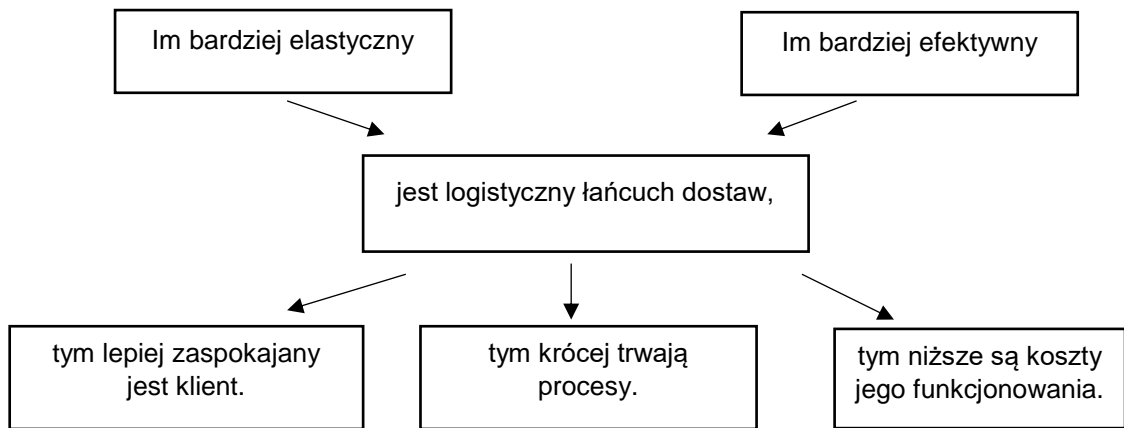 Im bardziej elastyczny
Im bardziej efektywny
jest logistyczny łańcuch dostaw,
tym lepiej zaspokajany
jest klient.
tym krócej trwają
procesy.
tym niższe są koszty
jego funkcjonowania.